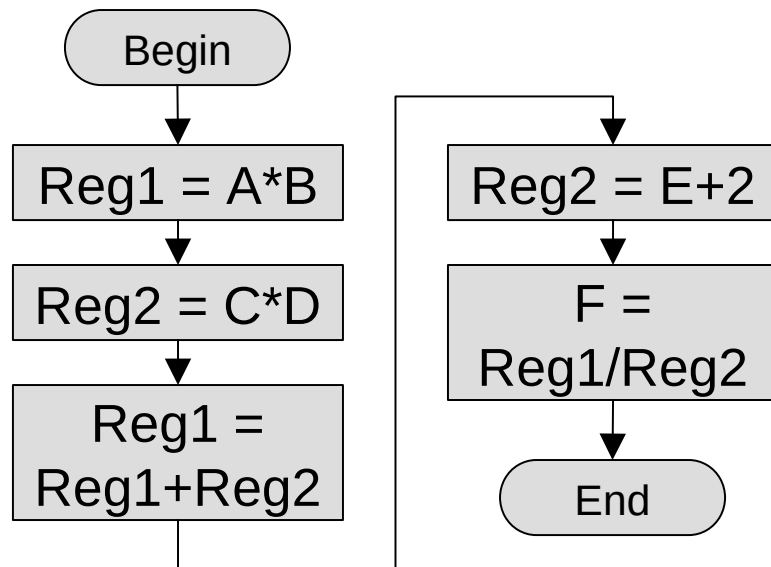 Begin
Reg1 = A*B
Reg2 = C*D
Reg1 =
Reg1+Reg2
Reg2 = E+2
F =
Reg1/Reg2
End